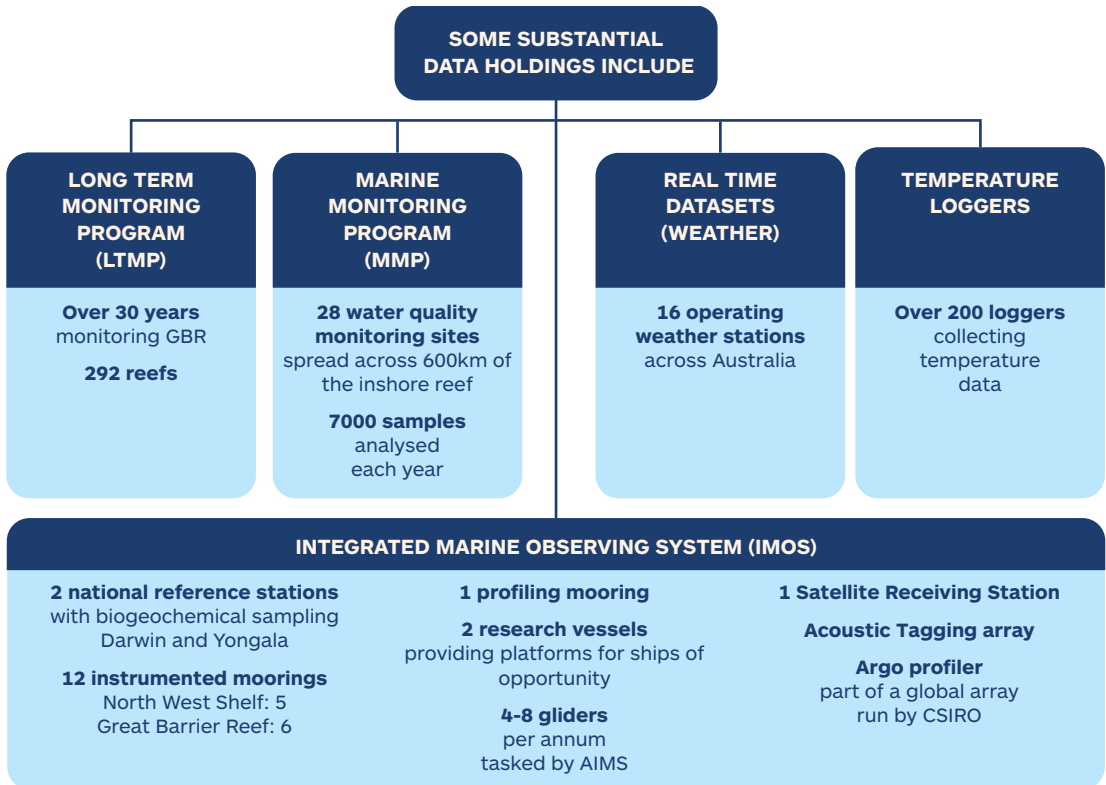 SOME SUBSTANTIAL
DATA HOLDINGS INCLUDE
LONG TERM
MONITORING
PROGRAM
(LTMP)
Over 30 years
monitoring GBR
292 reefs
MARINE
MONITORING
PROGRAM
(MMP)
28 water quality
monitoring sites
spread across 600km of
the inshore reef
7000 samples
analysed
each year
REAL TIME
DATASETS
(WEATHER)
16 operating
weather stations
across Australia
TEMPERATURE
LOGGERS
Over 200 loggers
collecting
temperature
data
INTEGRATED MARINE OBSERVING SYSTEM (IMOS)
2 national reference stations
with biogeochemical sampling
Darwin and Yongala
12 instrumented moorings
North West Shelf: 5
Great Barrier Reef: 6
1 profiling mooring
2 research vessels
providing platforms for ships of
opportunity
4-8 gliders
per annum
tasked by AIMS
1 Satellite Receiving Station
Acoustic Tagging array
Argo profiler
part of a global array
run by CSIRO